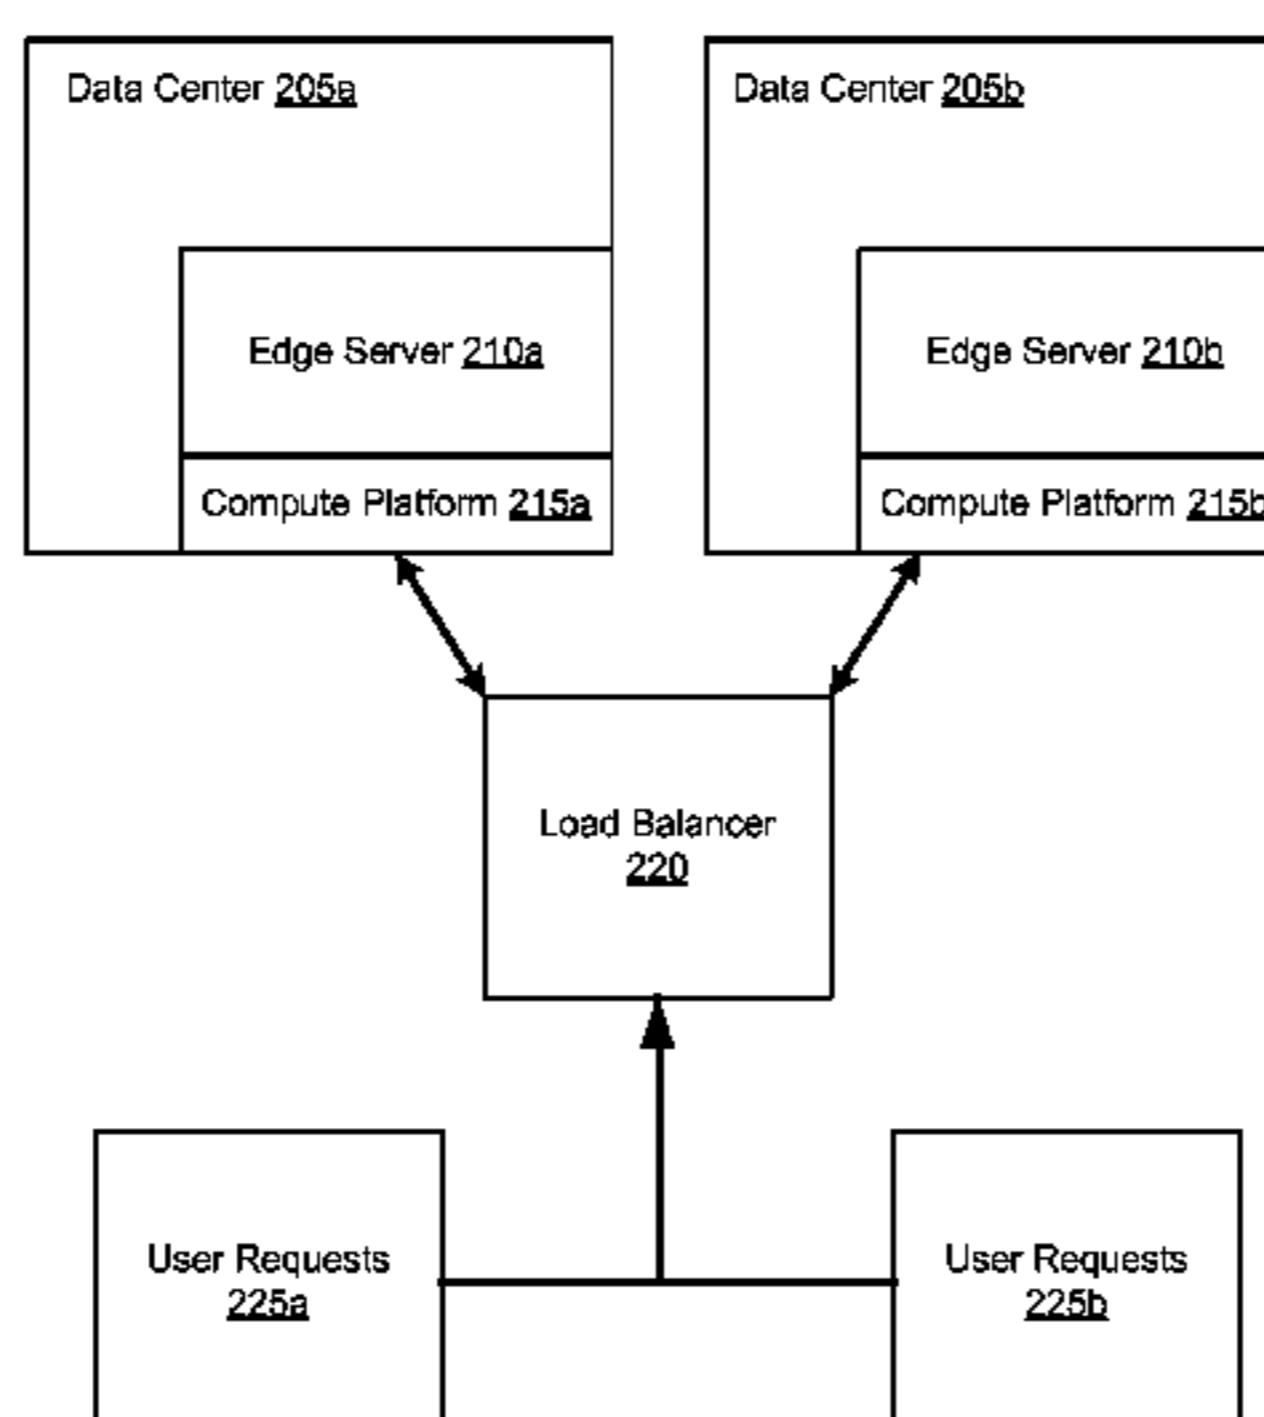 Data Center 205a
Data Center 205b
Edge Server 210a
Edge Server 210b
Compute Platform 215a
Compute Platform 215b
Load Balancer
220
User Requests
225a
User Requests
225b